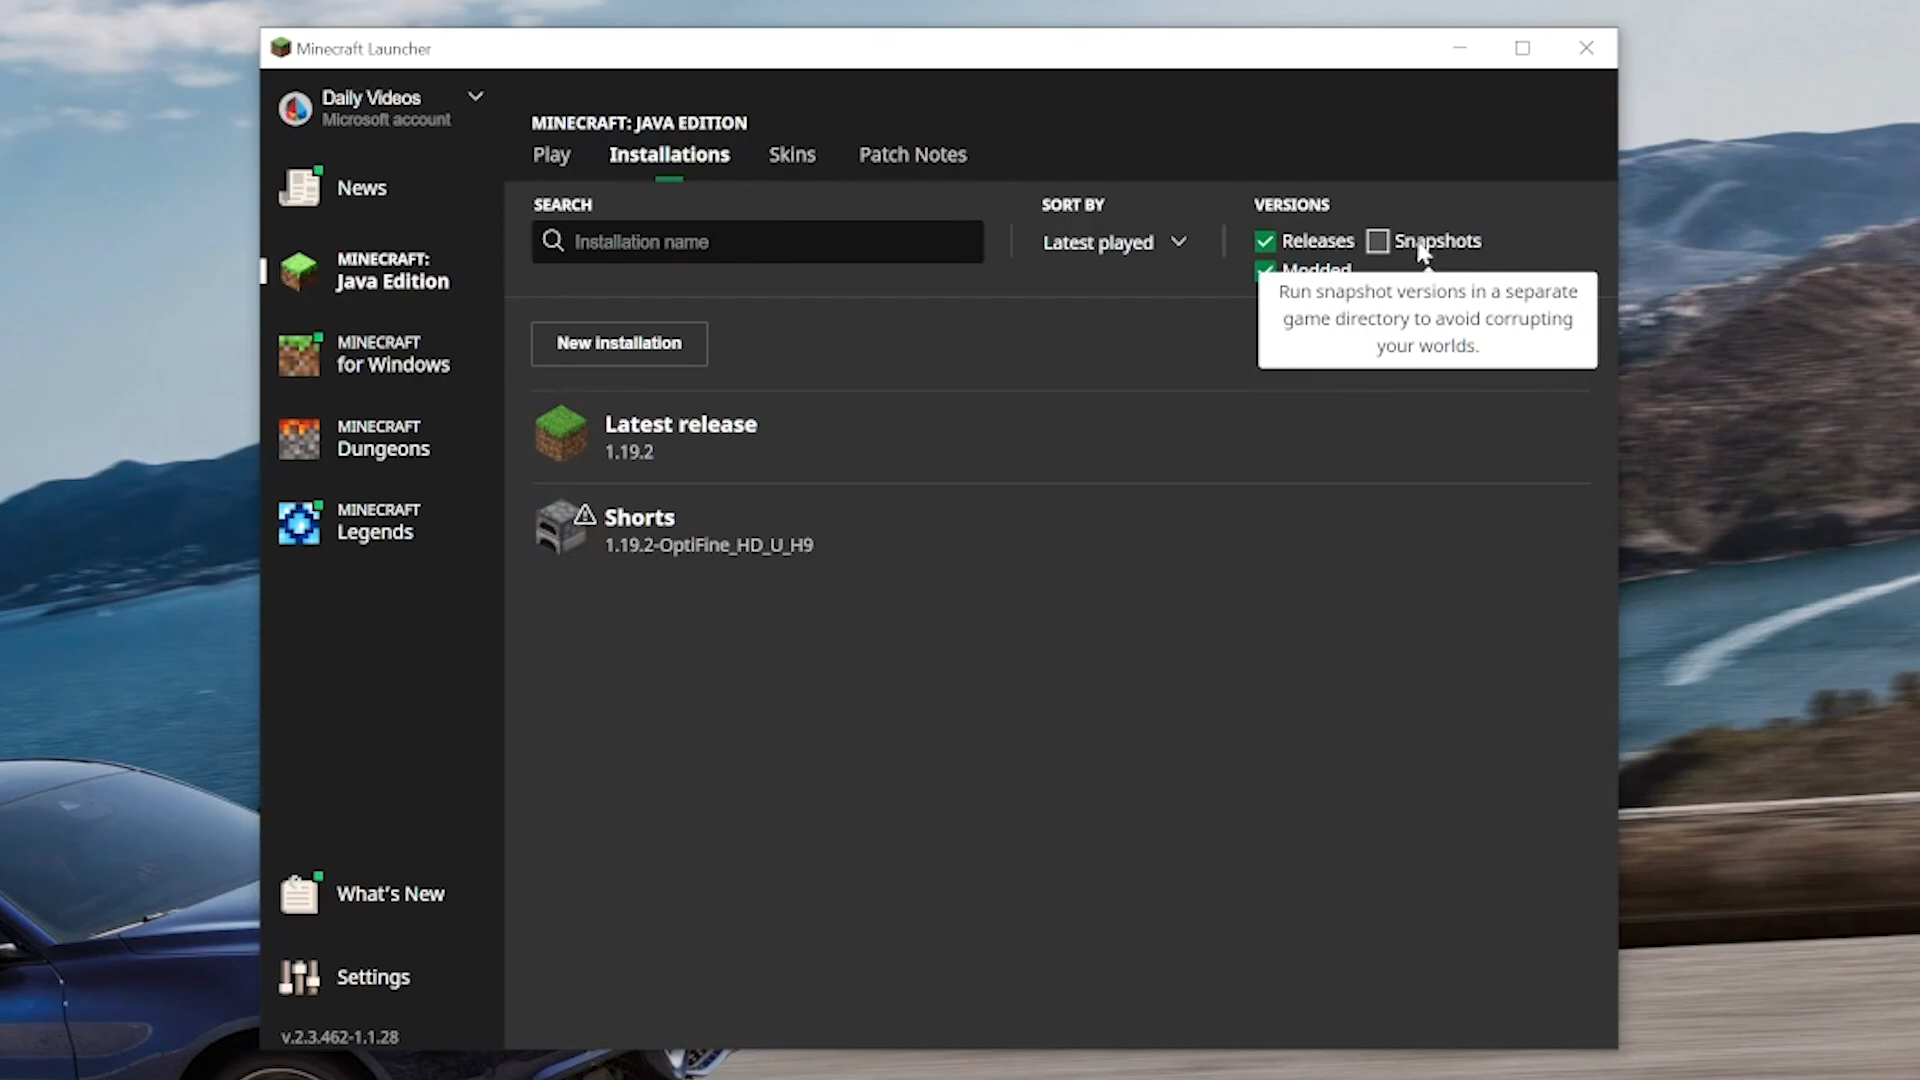 Minecraft Launcher
Daily Videos
Microsoft account
News
MINECRAFT:
Java Edition
MINECRAFT
for Windows
MINECRAFT
Dungeons
MINECRAFT
Legends
What's New
Settings
v.2.3.462-1.1.28
MINECRAFT: JAVA EDITION
Play Installations Skins Patch Notes
SEARCH
Installation name
SORT BY
Latest played
VERSIONS
Releases Snapshots
Modded
Run snapshot versions in a separate
game directory to avoid corrupting
your worlds.
New installation
Latest release
1.19.2
Shorts
1.19.2-OptiFine_HD_U_H9